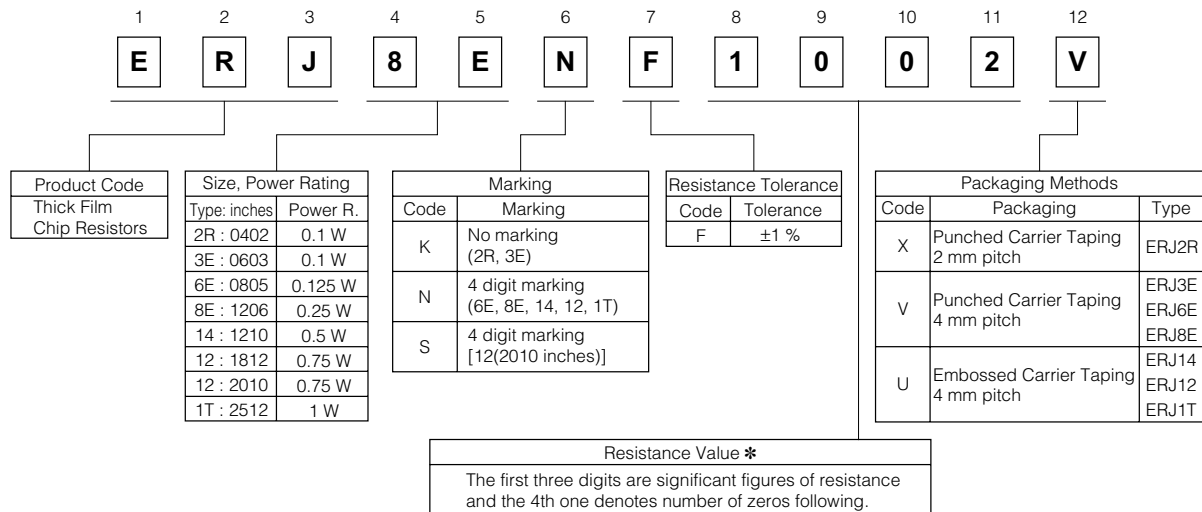 1 2 3 4 5 6 7 8 9 10 11 12
E R J 8 E N F 1 0 0 2 V
Product Code
Thick Film
Chip Resistors
Size, Power Rating
Type: inches Power R.
2R : 0402 0.1 W
3E : 0603 0.1 W
6E : 0805 0.125 W
8E : 1206 0.25 W
14 : 1210 0.5 W
12 : 1812 0.75 W
12 : 2010 0.75 W
1T : 2512 1 W
Marking
Code Marking
K No marking
(2R, 3E)
N 4 digit marking
(6E, 8E, 14, 12, 1T)
S 4 digit marking
[12(2010 inches)]
Resistance Tolerance
Code Tolerance
F ±1 %
Packaging Methods
Code Packaging Type
X Punched Carrier Taping
2 mm pitch
ERJ2R
V Punched Carrier Taping
4 mm pitch
ERJ3E
ERJ6E
ERJ8E
U Embossed Carrier Taping
4 mm pitch
ERJ14
ERJ12
ERJ1T
Resistance Value ✱
The first three digits are significant figures of resistance
and the 4th one denotes number of zeros following.